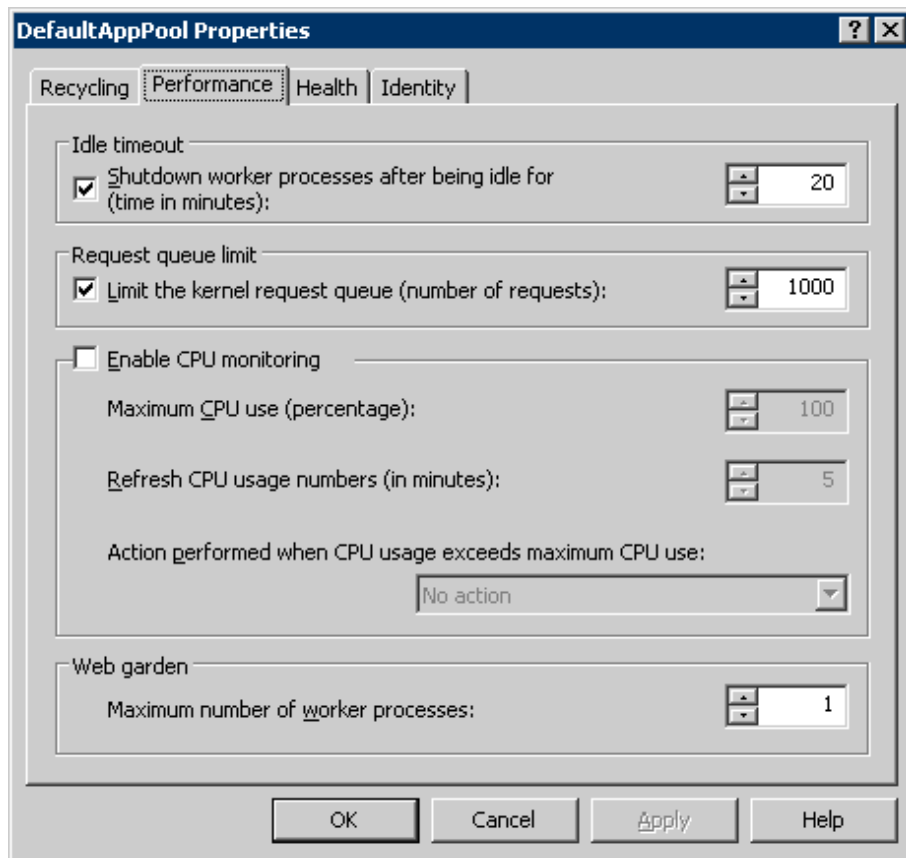 DefaultAppPool Properties
Recycling Performance Health Identity
Idle timeout
Shutdown worker processes after being idle for
(time in minutes):
20
Request queue limit
Limit the kernel request queue (number of requests):
1000
Enable CPU monitoring
Maximum CPU use (percentage):
100
Refresh CPU usage numbers (in minutes):
5
Action performed when CPU usage exceeds maximum CPU use:
No action
Web garden
Maximum number of worker processes:
1
OK Cancel Apply Help